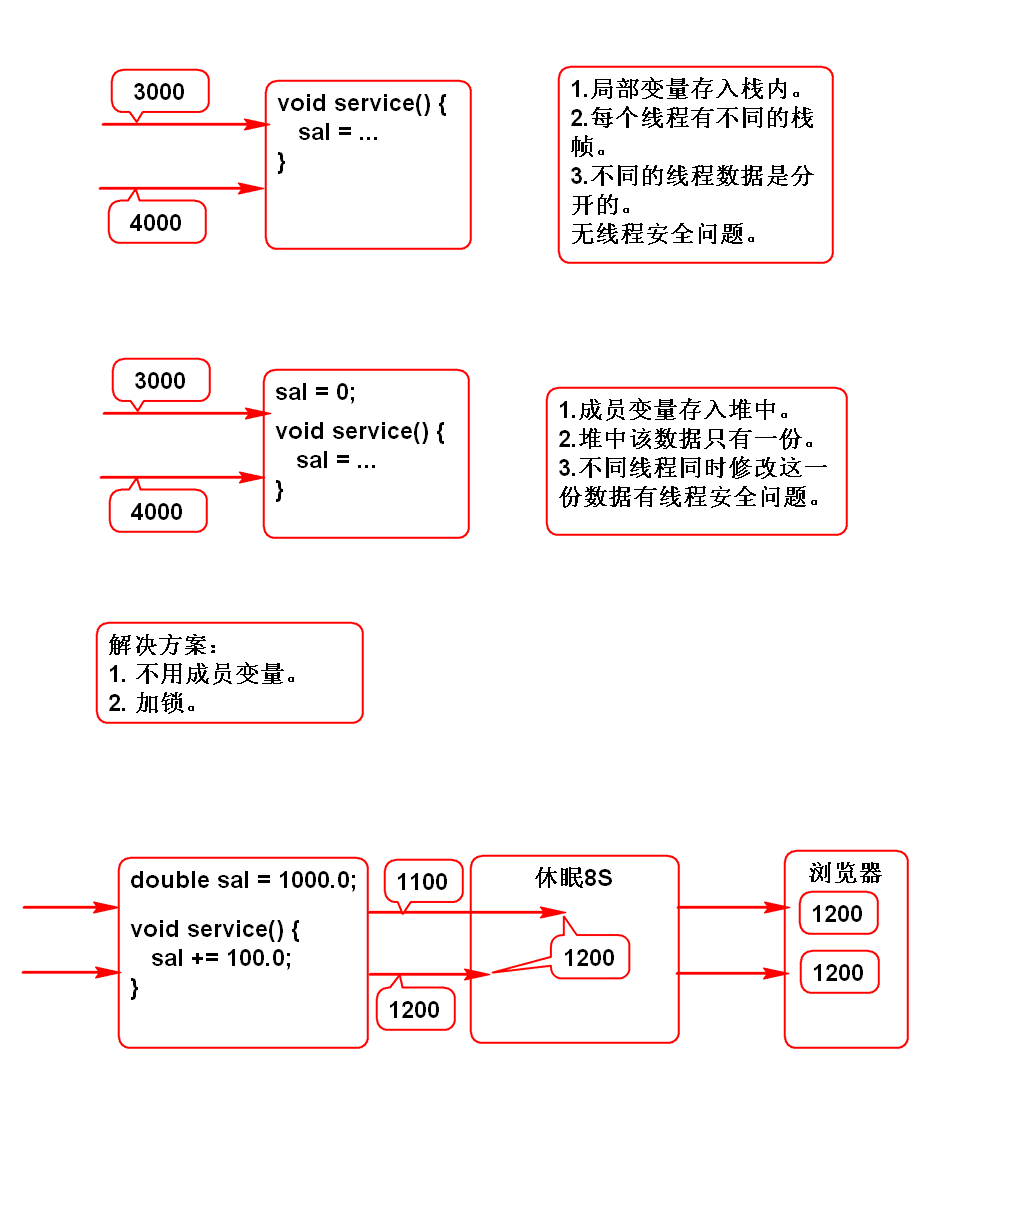 3000
void service() {
sal = ...
}
4000
1.局部变量存入栈内。
2.每个线程有不同的栈
帧。
3.不同的线程数据是分
开的。
无线程安全问题。
3000
sal = 0;
void service() {
sal = ...
}
4000
1.成员变量存入堆中。
2.堆中该数据只有一份。
3.不同线程同时修改这一
份数据有线程安全问题。
解决方案：
1. 不用成员变量。
2. 加锁。
double sal = 1000.0;
void service() {
sal += 100.0;
}
1100
1200
休眠8S
1200
浏览器
1200
1200